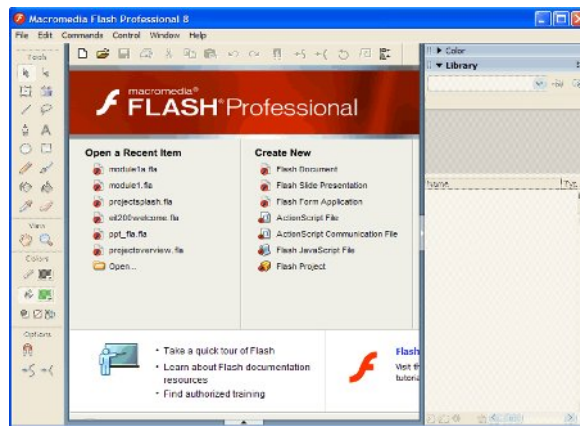 Macromedia Flash Professional 8
File Edit Commands Control Window Help
Tools
Color
Library
macromedia®
FLASH® Professional
Open a Recent Item
module1a.fla
module1.fla
projectsplash.fla
eit200welcome.fla
ppt_fla.fla
projectoverview.fla
Open...
Create New
Flash Document
Flash Slide Presentation
Flash Form Application
ActionScript File
ActionScript Communication File
Flash JavaScript File
Flash Project
Name
View
Colors
Options
• Take a quick tour of Flash
• Learn about Flash documentation
resources
• Find authorized training
Flash
Visit th
tutoria